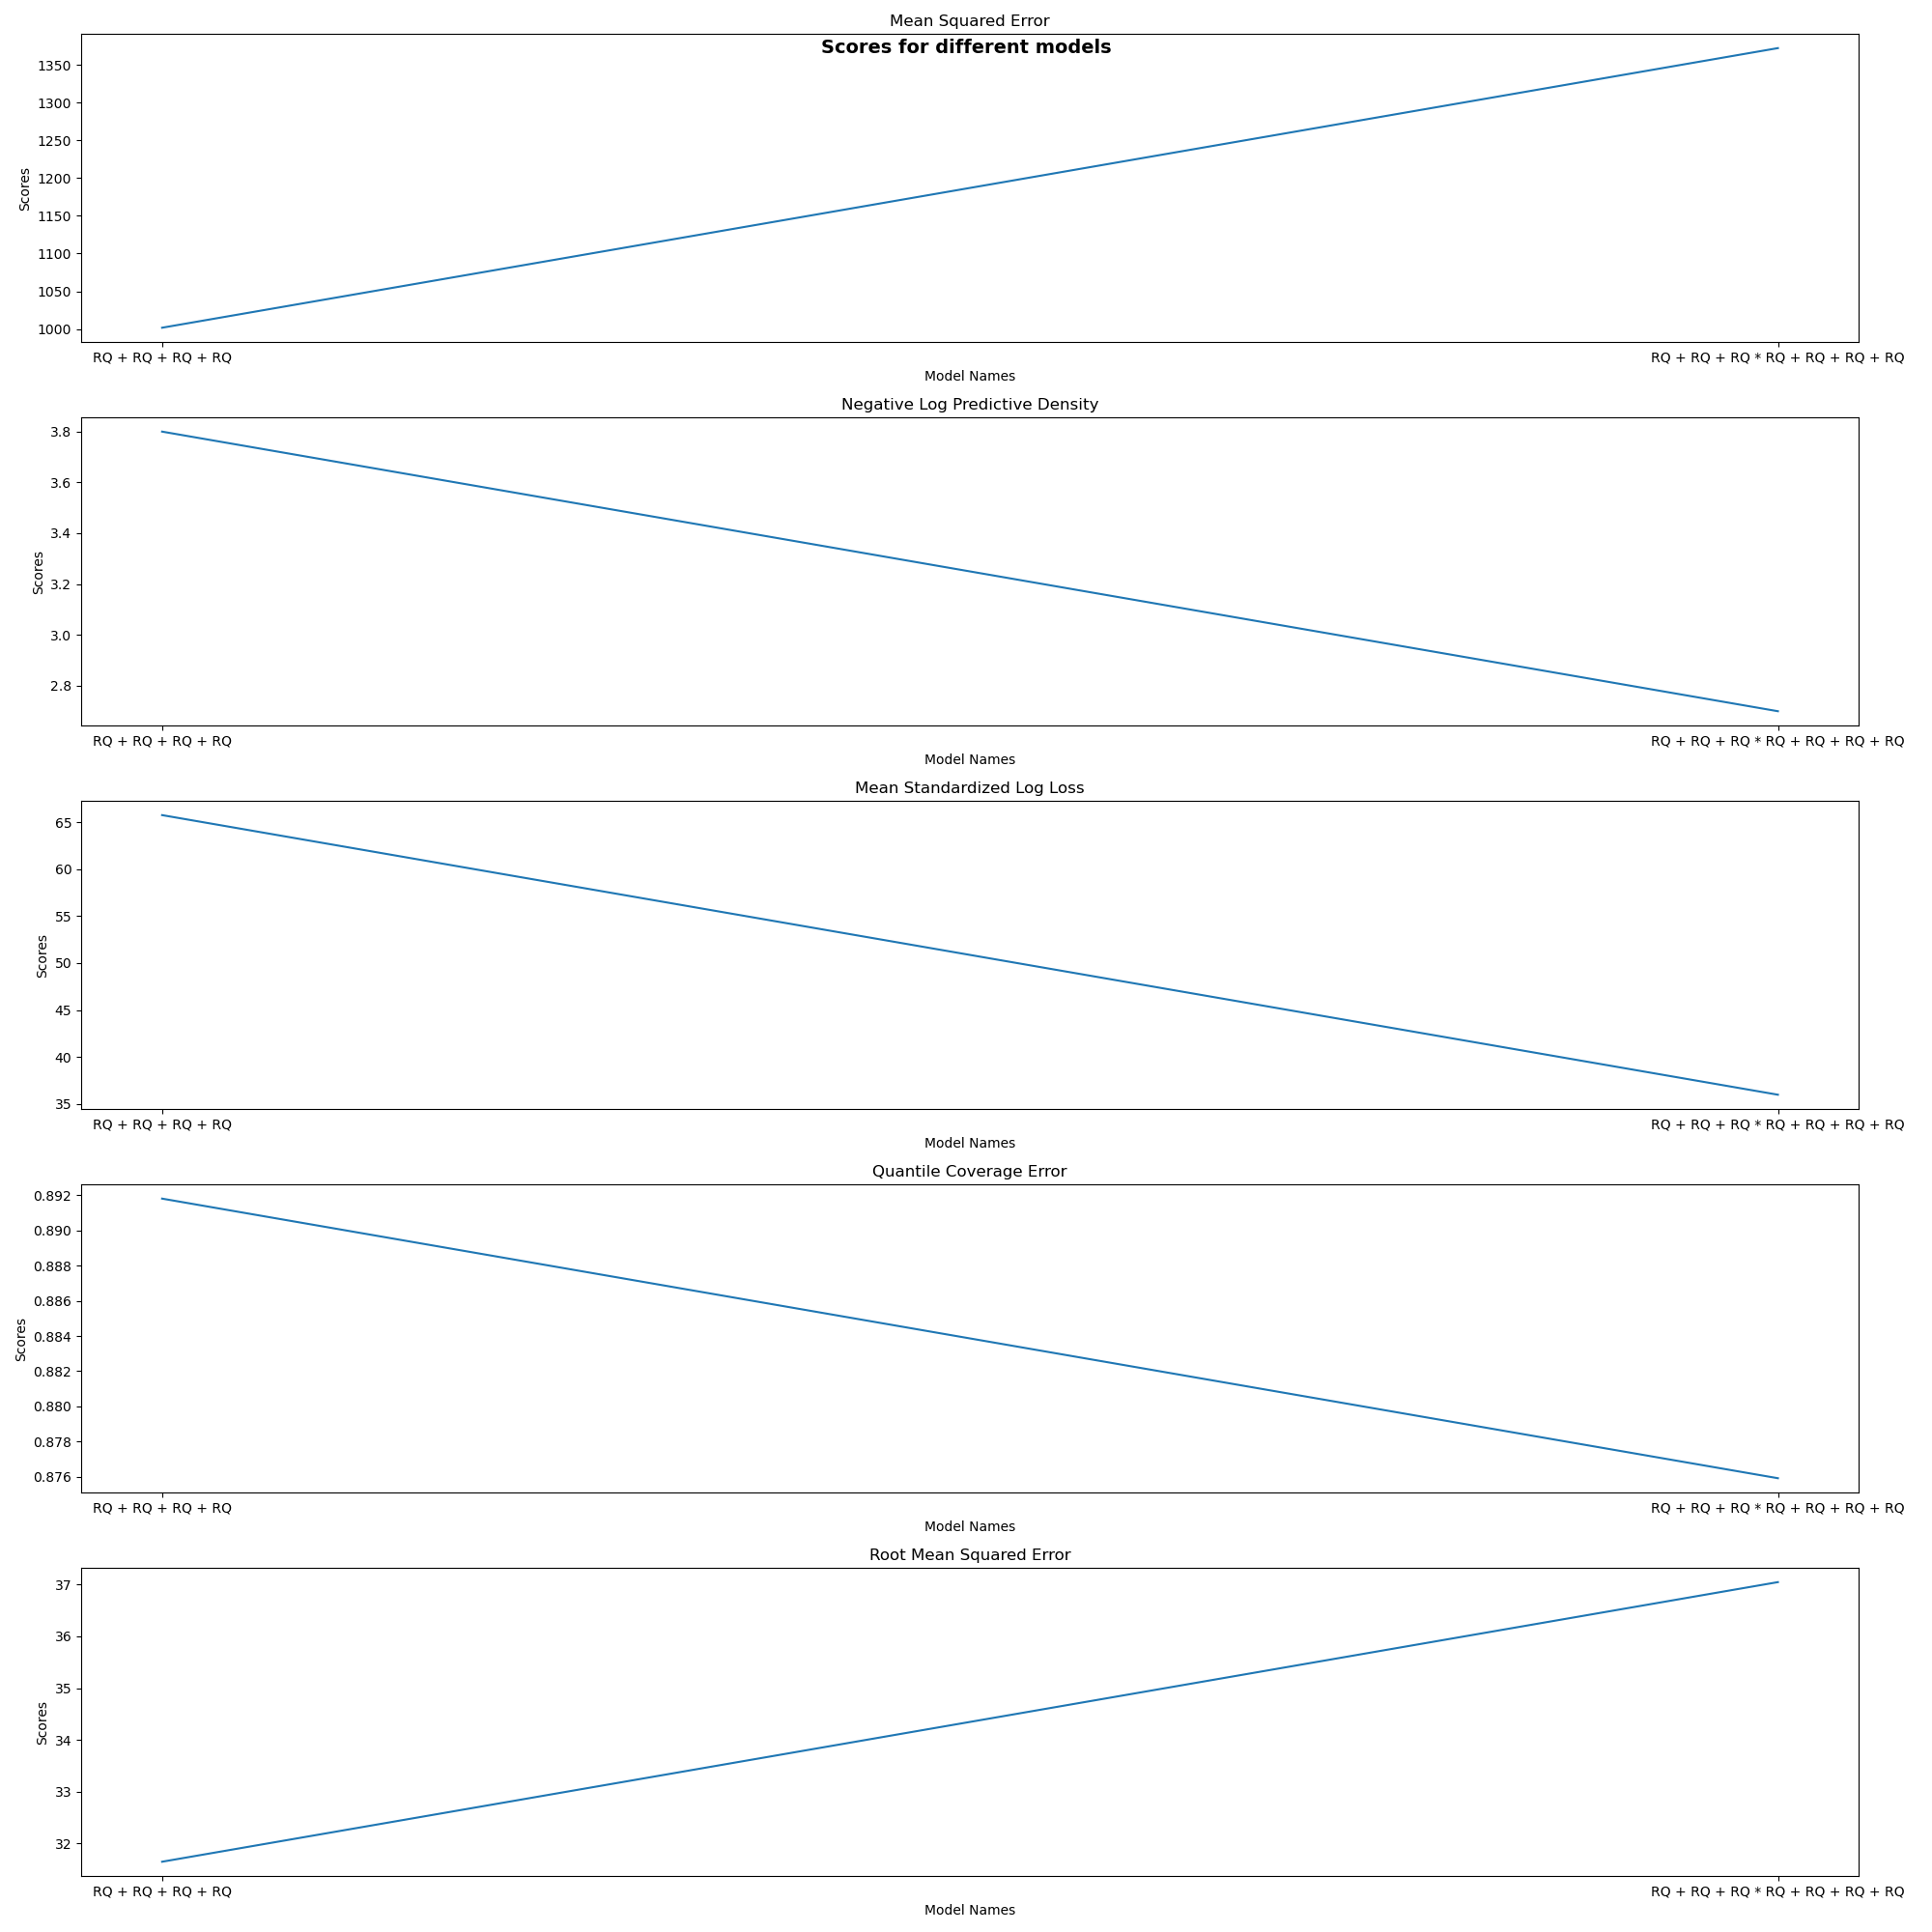 Mean Squared Error
Scores for different models
1350
1300
1250
1200
1150
1100
1050
1000
Scores
RQ + RQ + RQ + RQ
RQ + RQ + RQ * RQ + RQ + RQ + RQ
Model Names
Negative Log Predictive Density
3.8
3.6
3.4
3.2
3.0
2.8
Scores
RQ + RQ + RQ + RQ
RQ + RQ + RQ * RQ + RQ + RQ + RQ
Model Names
Mean Standardized Log Loss
65
60
55
50
45
40
35
Scores
RQ + RQ + RQ + RQ
RQ + RQ + RQ * RQ + RQ + RQ + RQ
Model Names
Quantile Coverage Error
0.892
0.890
0.888
0.886
0.884
0.882
0.880
0.878
0.876
Scores
RQ + RQ + RQ + RQ
RQ + RQ + RQ * RQ + RQ + RQ + RQ
Model Names
Root Mean Squared Error
37
36
35
34
33
32
Scores
RQ + RQ + RQ + RQ
RQ + RQ + RQ * RQ + RQ + RQ + RQ
Model Names